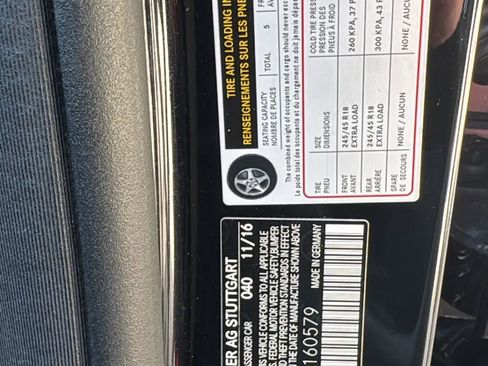 TIRE AND LOADING IN
RENSEIGNEMENTS SUR LES PNE
SEATING CAPACITY
NOMBRE DE PLACES
TOTAL 5
The combined weight of occupants and cargo should never exce
Le poids total des occupants et du chargement ne doit jamais dépas
TIRE
PNEU
SIZE
DIMENSIONS
COLD TIRE PRES
PRESSION DES
PNEUS À FROID
FRONT
AVANT
245/45 R18
EXTRA LOAD
260 KPA, 37 P
REAR
ARRIÈRE
245/45 R18
EXTRA LOAD
300 KPA, 43 P
SPARE
DE SECOURS
NONE / AUCUN
NONE / AUCUN
ER AG STUTTGART
ASSENGER CAR 040 11/16
IS VEHICLE CONFORMS TO ALL APPLICABLE
S. FEDERAL MOTOR VEHICLE SAFETY,BUMPER
D THEFT PREVENTION STANDARDS IN EFFECT
THE DATE OF MANUFACTURE SHOWN ABOVE
160579
MADE IN GERMANY